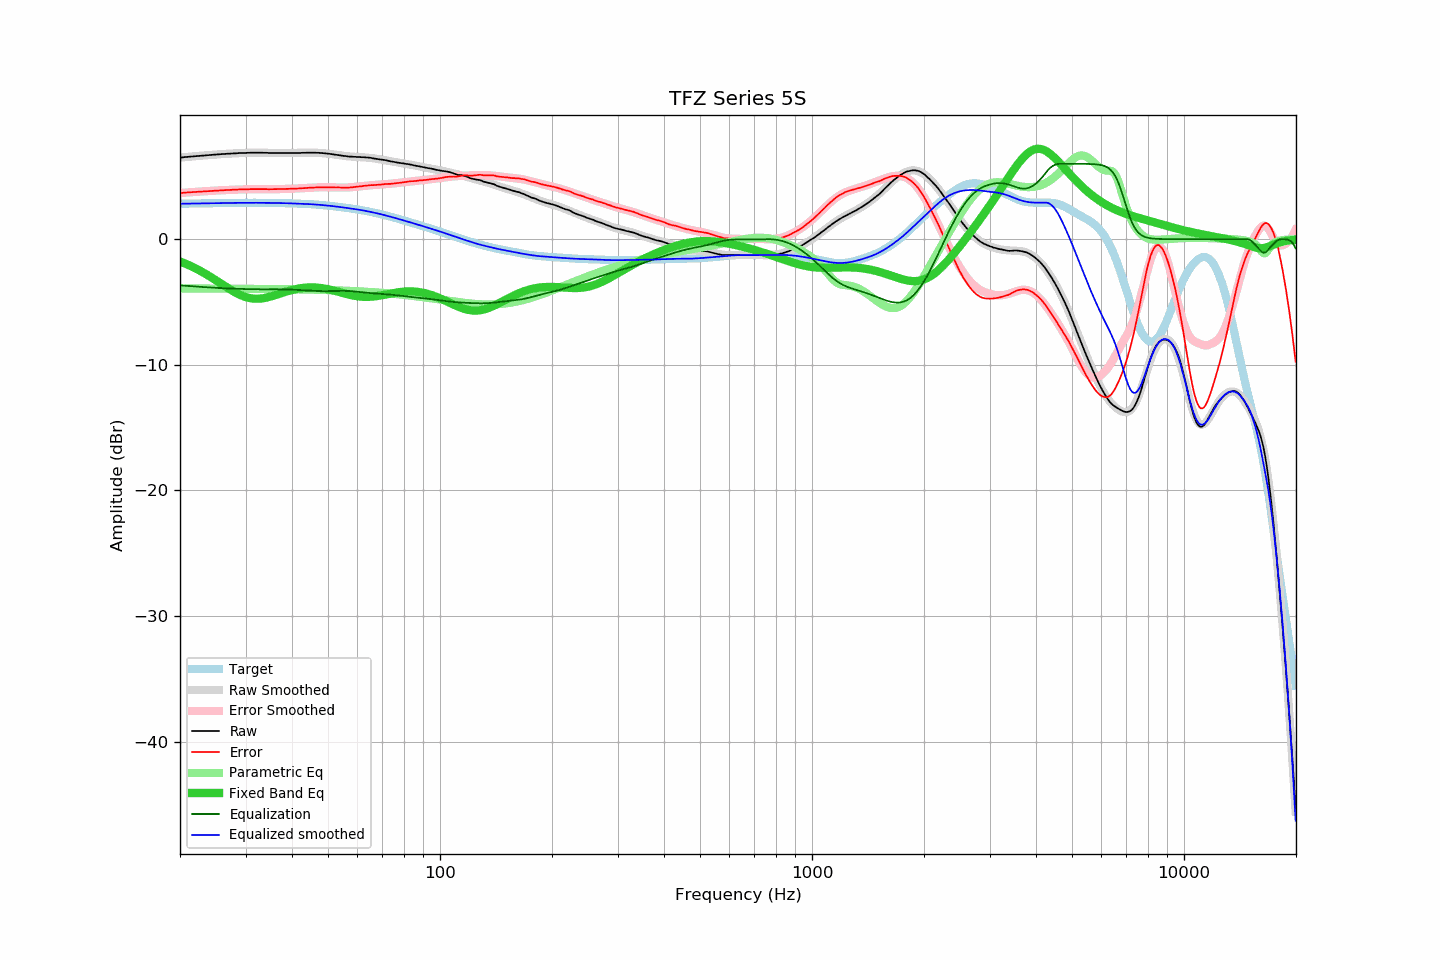 TFZ Series 5S
Amplitude (dBr)
0
−10
−20
−30
−40
Target
Raw Smoothed
Error Smoothed
Raw
Error
Parametric Eq
Fixed Band Eq
Equalization
Equalized smoothed
100
1000
10000
Frequency (Hz)